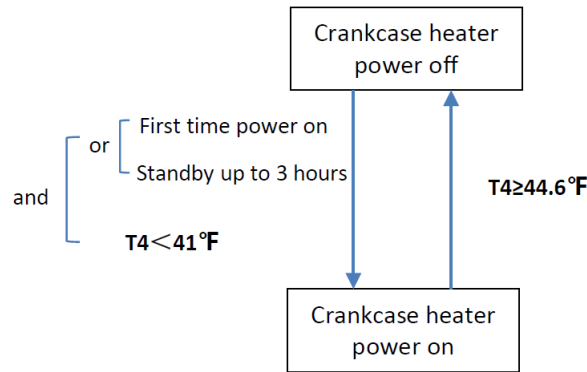 Crankcase heater
power off
First time power on
or
Standby up to 3 hours
and
T4<41℉
T4≥44.6℉
Crankcase heater
power on